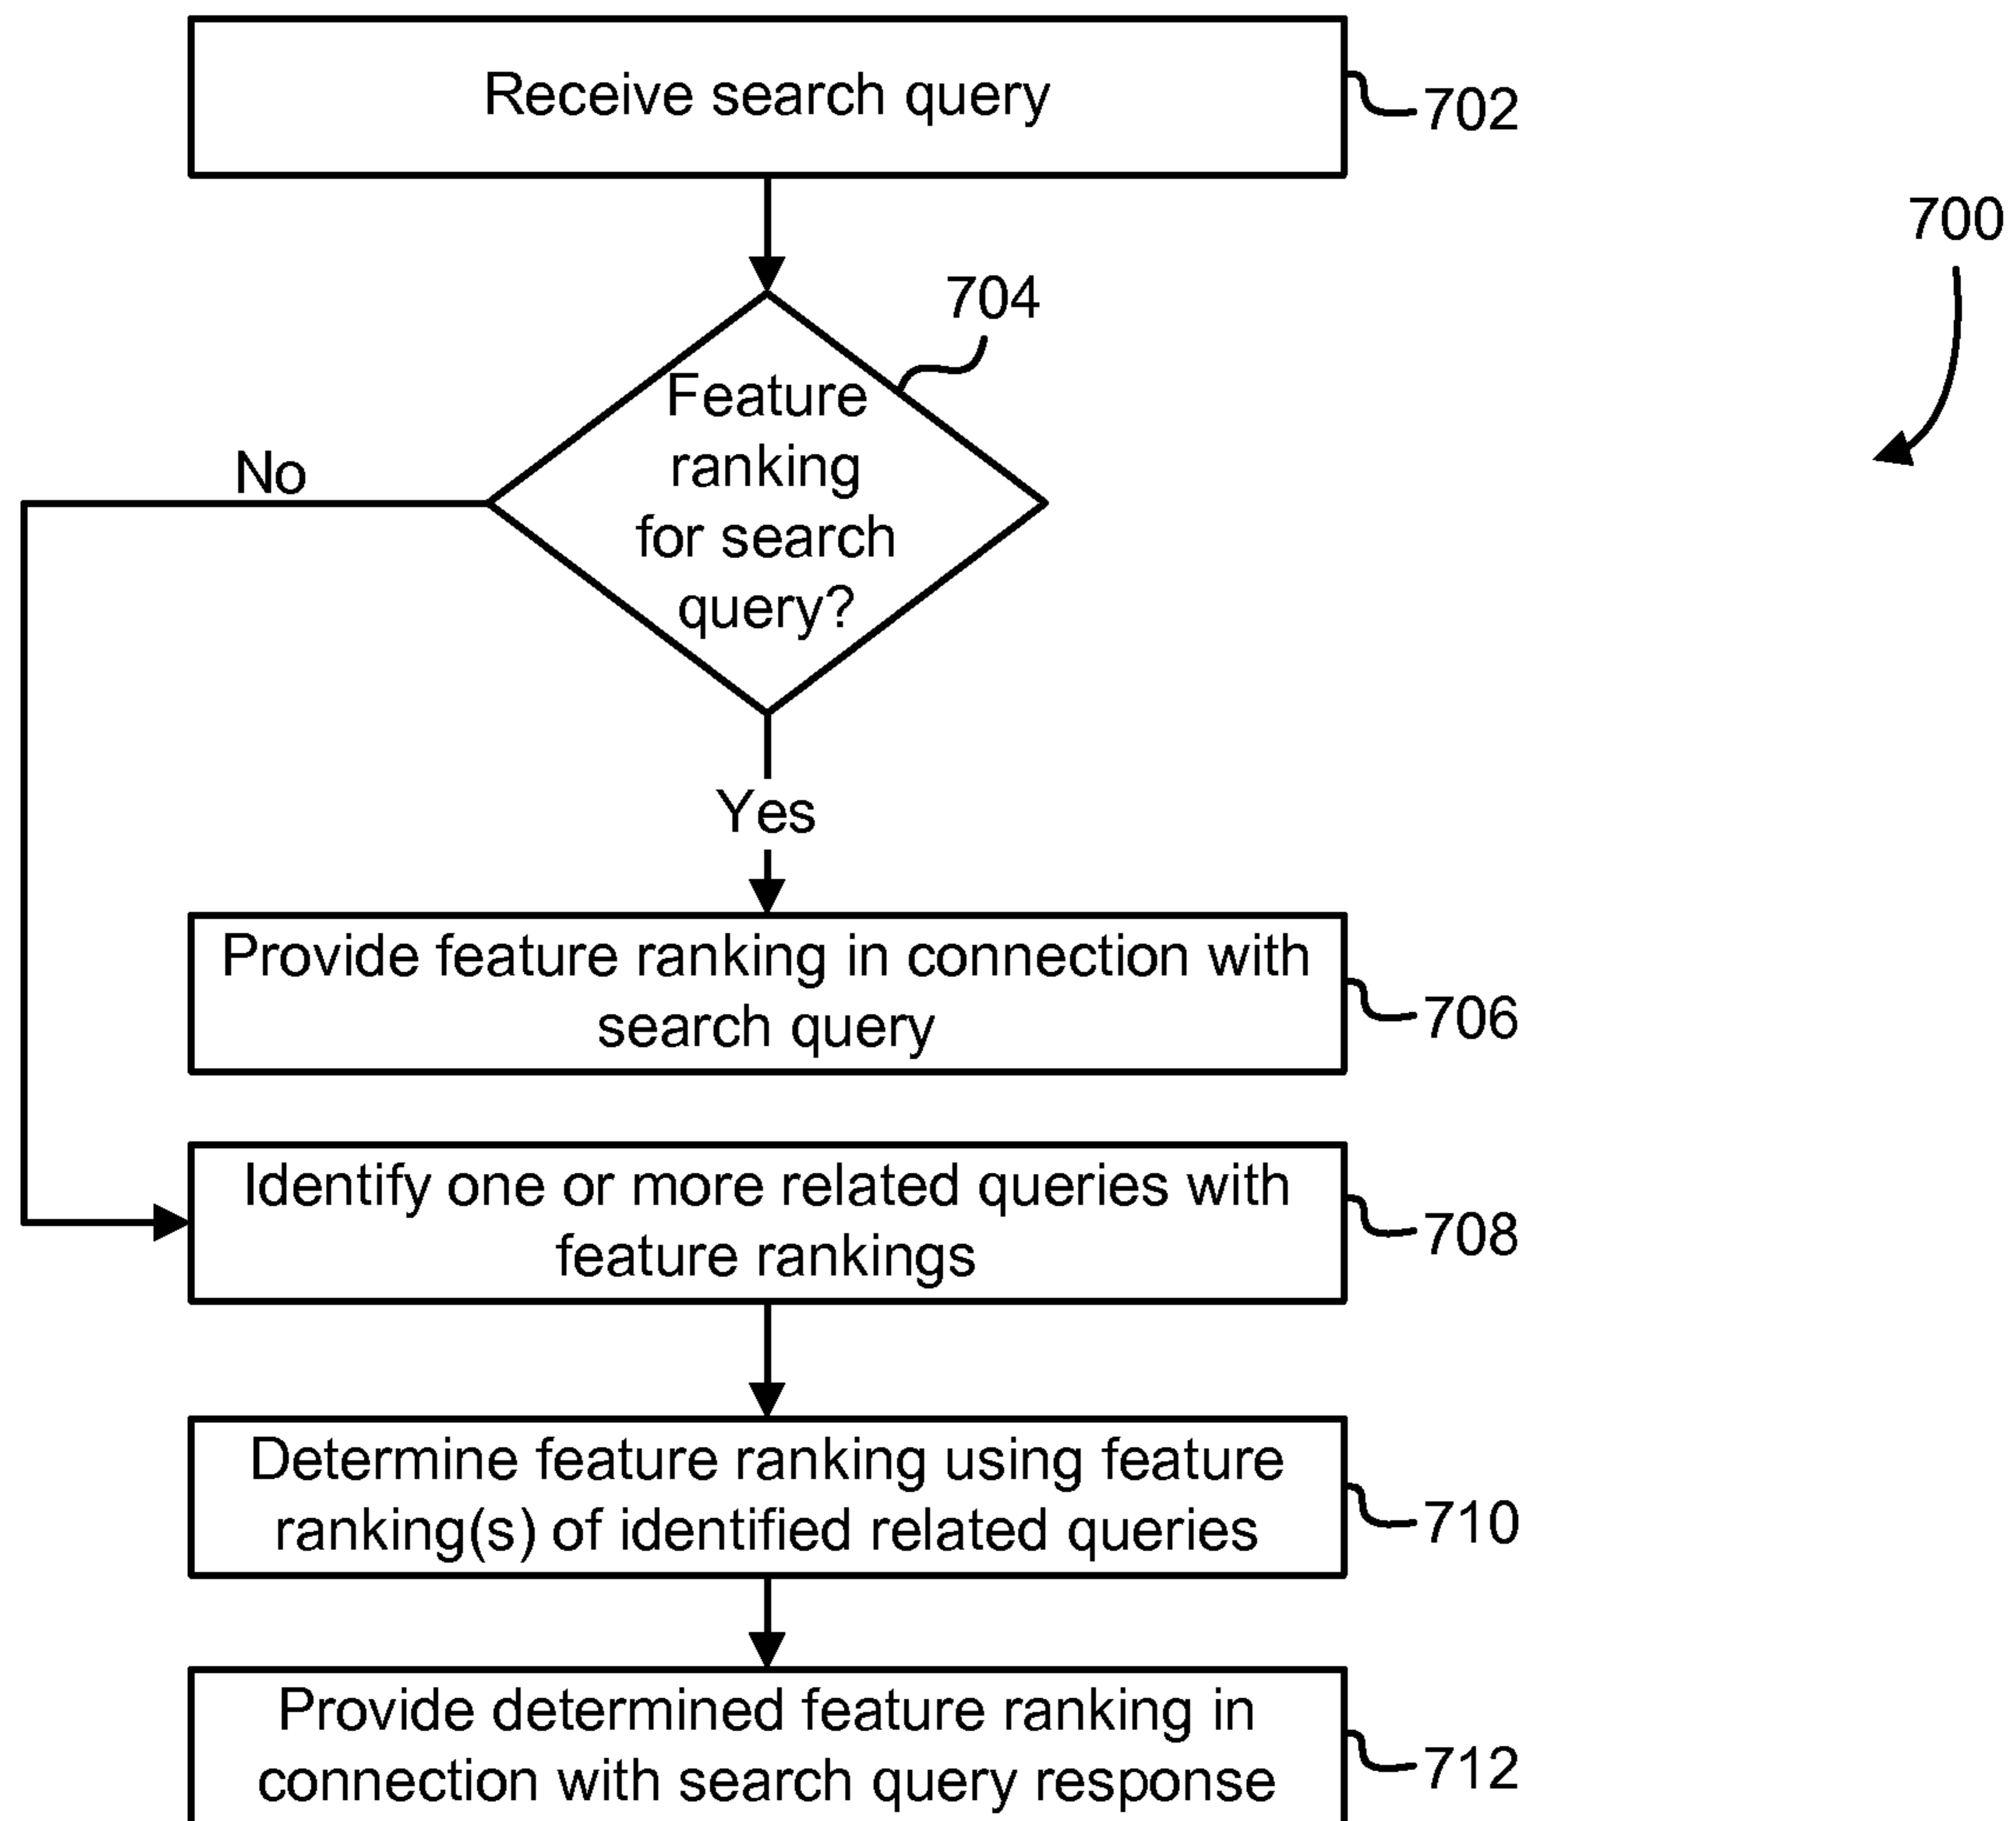 Receive search query
702
700
704
Feature
ranking
for search
query?
No
Yes
Provide feature ranking in connection with
search query
706
Identify one or more related queries with
feature rankings
708
Determine feature ranking using feature
ranking(s) of identified related queries
710
Provide determined feature ranking in
connection with search query response
712